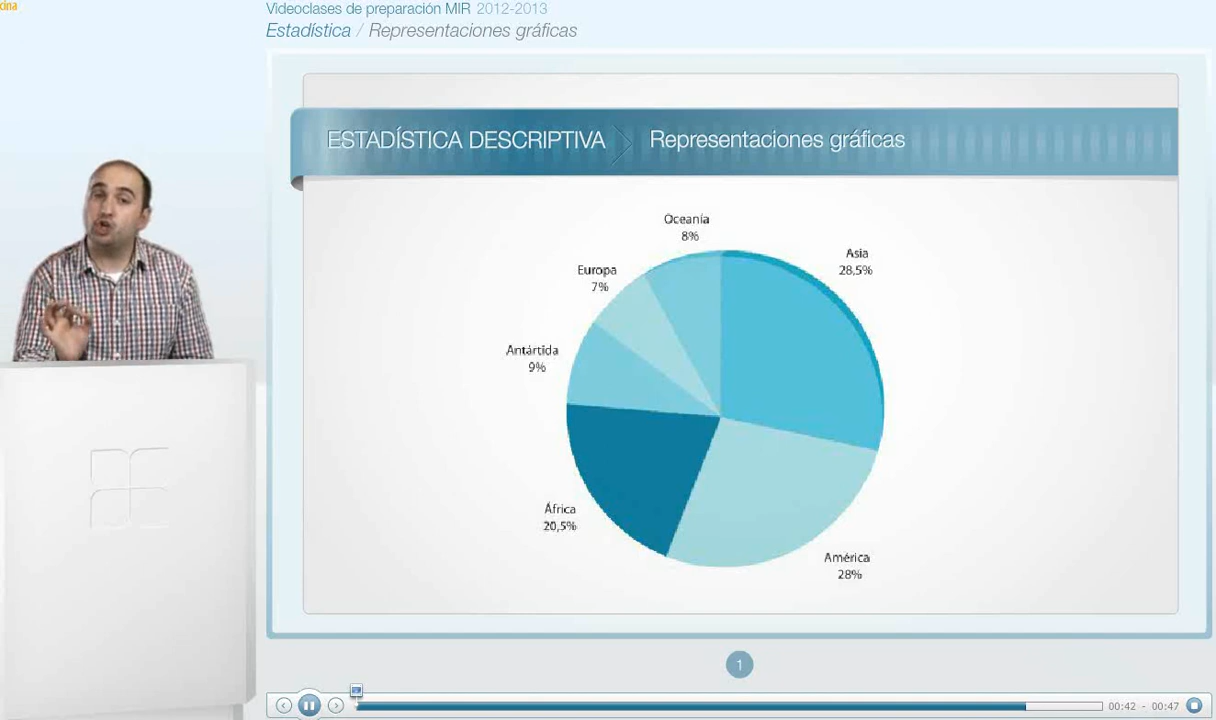 cina
Videoclases de preparación MIR 2012-2013
Estadística / Representaciones gráficas
ESTADÍSTICA DESCRIPTIVA Representaciones gráficas
Oceanía
8%
Asia
28,5%
Europa
7%
Antártida
9%
África
20,5%
América
28%
1
00:42 - 00:47